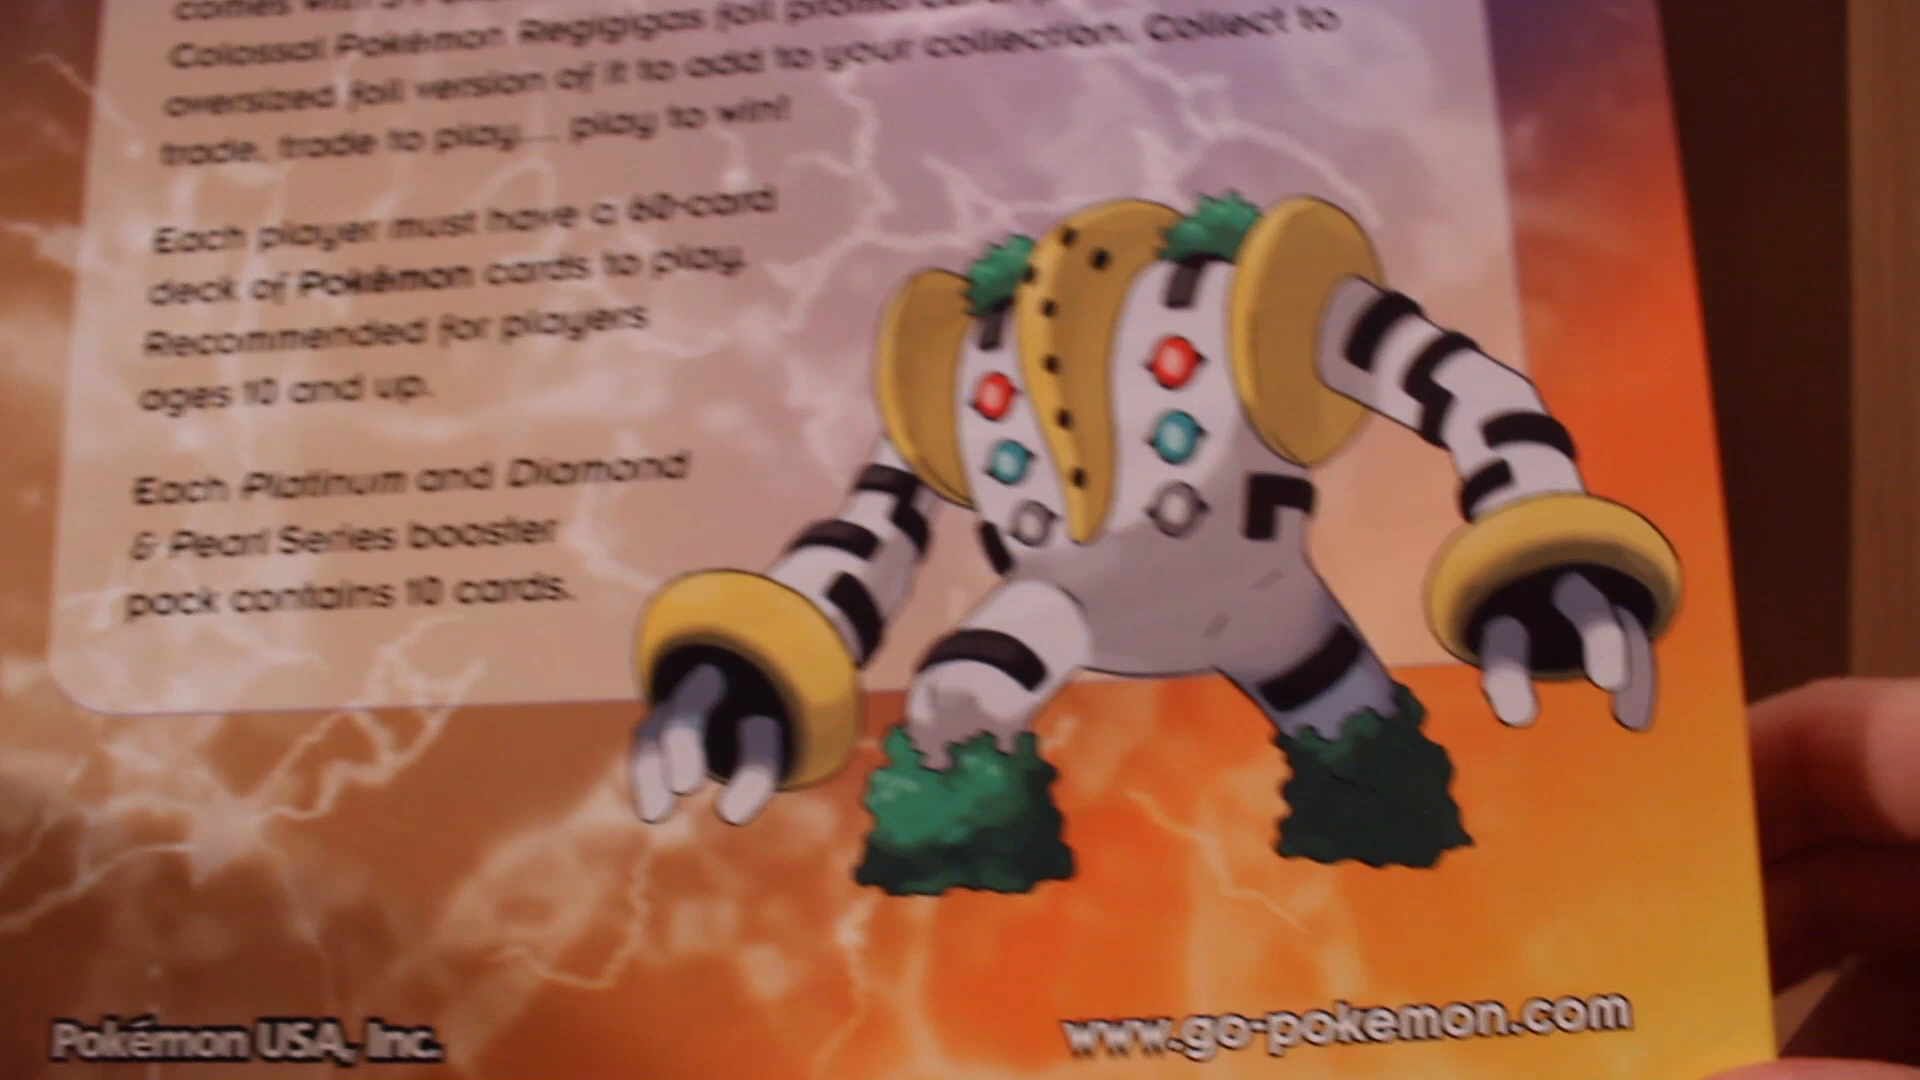 comes with 3
Colossal Pokémon Regigigas foil promo
oversized foil version of it to add to your collection. Collect to
trade, trade to play.... play to win!
Each player must have a 60-card
deck of Pokémon cards to play.
Recommended for players
ages 10 and up.
Each Platinum and Diamond
& Pearl Series booster
pack contains 10 cards.
Pokémon USA, Inc.
www.go-pokemon.com